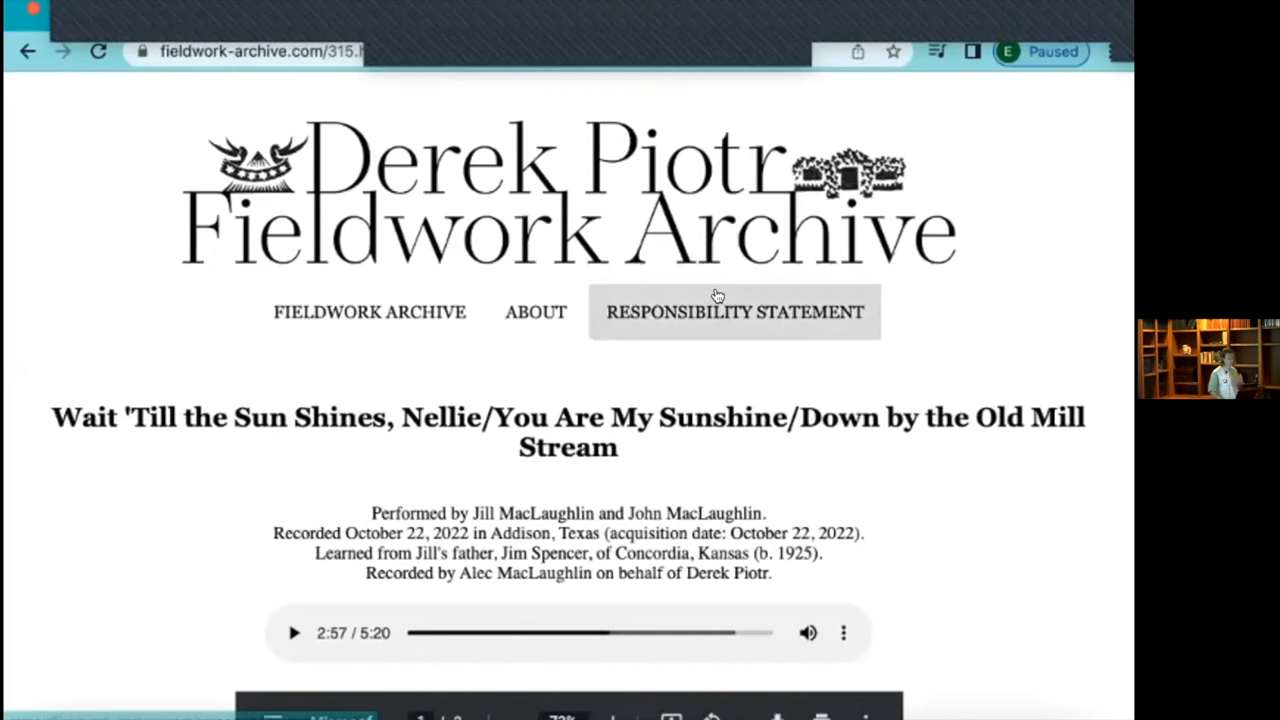 fieldwork-archive.com/315.
E Paused
Derek Piotr
Fieldwork Archive
FIELDWORK ARCHIVE ABOUT RESPONSIBILITY STATEMENT
Wait 'Till the Sun Shines, Nellie/You Are My Sunshine/Down by the Old Mill
Stream
Performed by Jill MacLaughlin and John MacLaughlin.
Recorded October 22, 2022 in Addison, Texas (acquisition date: October 22, 2022).
Learned from Jill's father, Jim Spencer, of Concordia, Kansas (b. 1925).
Recorded by Alec MacLaughlin on behalf of Derek Piotr.
2:57 / 5:20